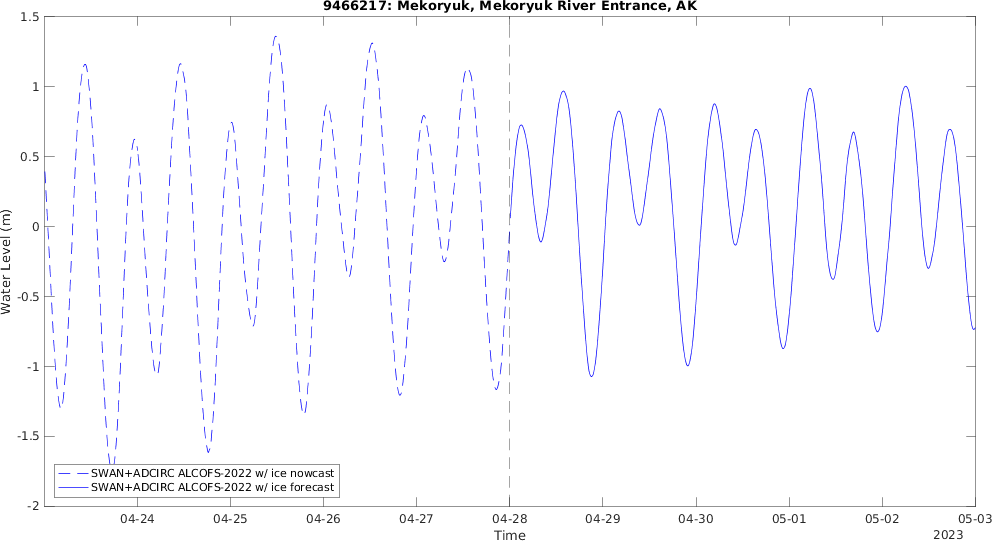 9466217: Mekoryuk, Mekoryuk River Entrance, AK
1.5
1
0.5
0
-0.5
-1
-1.5
-2
Water Level (m)
SWAN+ADCIRC ALCOFS-2022 w/ ice nowcast
SWAN+ADCIRC ALCOFS-2022 w/ ice forecast
04-24 04-25 04-26 04-27 04-28 04-29 04-30 05-01 05-02 05-03
Time
2023